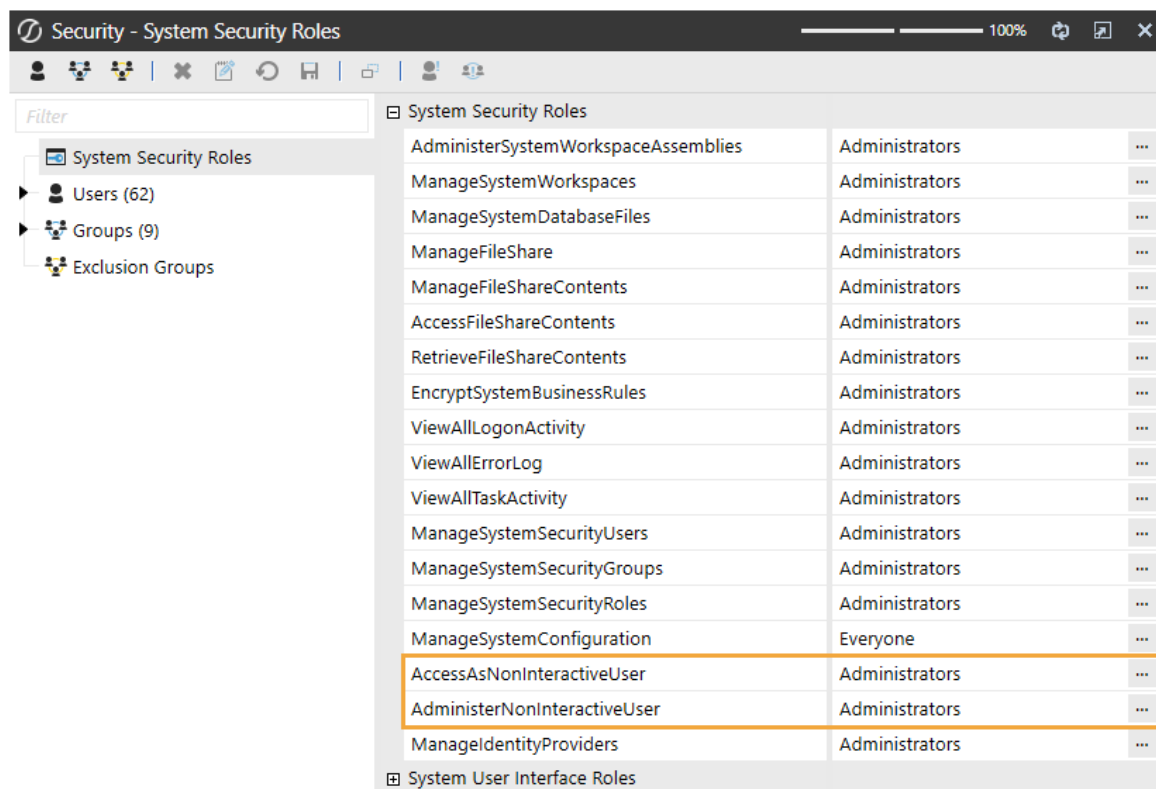 Security - System Security Roles 100%
Filter
System Security Roles
Users (62)
Groups (9)
Exclusion Groups
System Security Roles
AdministerSystemWorkspaceAssemblies Administrators ...
ManageSystemWorkspaces Administrators ...
ManageSystemDatabaseFiles Administrators ...
ManageFileShare Administrators ...
ManageFileShareContents Administrators ...
AccessFileShareContents Administrators ...
RetrieveFileShareContents Administrators ...
EncryptSystemBusinessRules Administrators ...
ViewAllLogonActivity Administrators ...
ViewAllErrorLog Administrators ...
ViewAllTaskActivity Administrators ...
ManageSystemSecurityUsers Administrators ...
ManageSystemSecurityGroups Administrators ...
ManageSystemSecurityRoles Administrators ...
ManageSystemConfiguration Everyone ...
AccessAsNonInteractiveUser Administrators ...
AdministerNonInteractiveUser Administrators ...
ManageIdentityProviders Administrators ...
System User Interface Roles